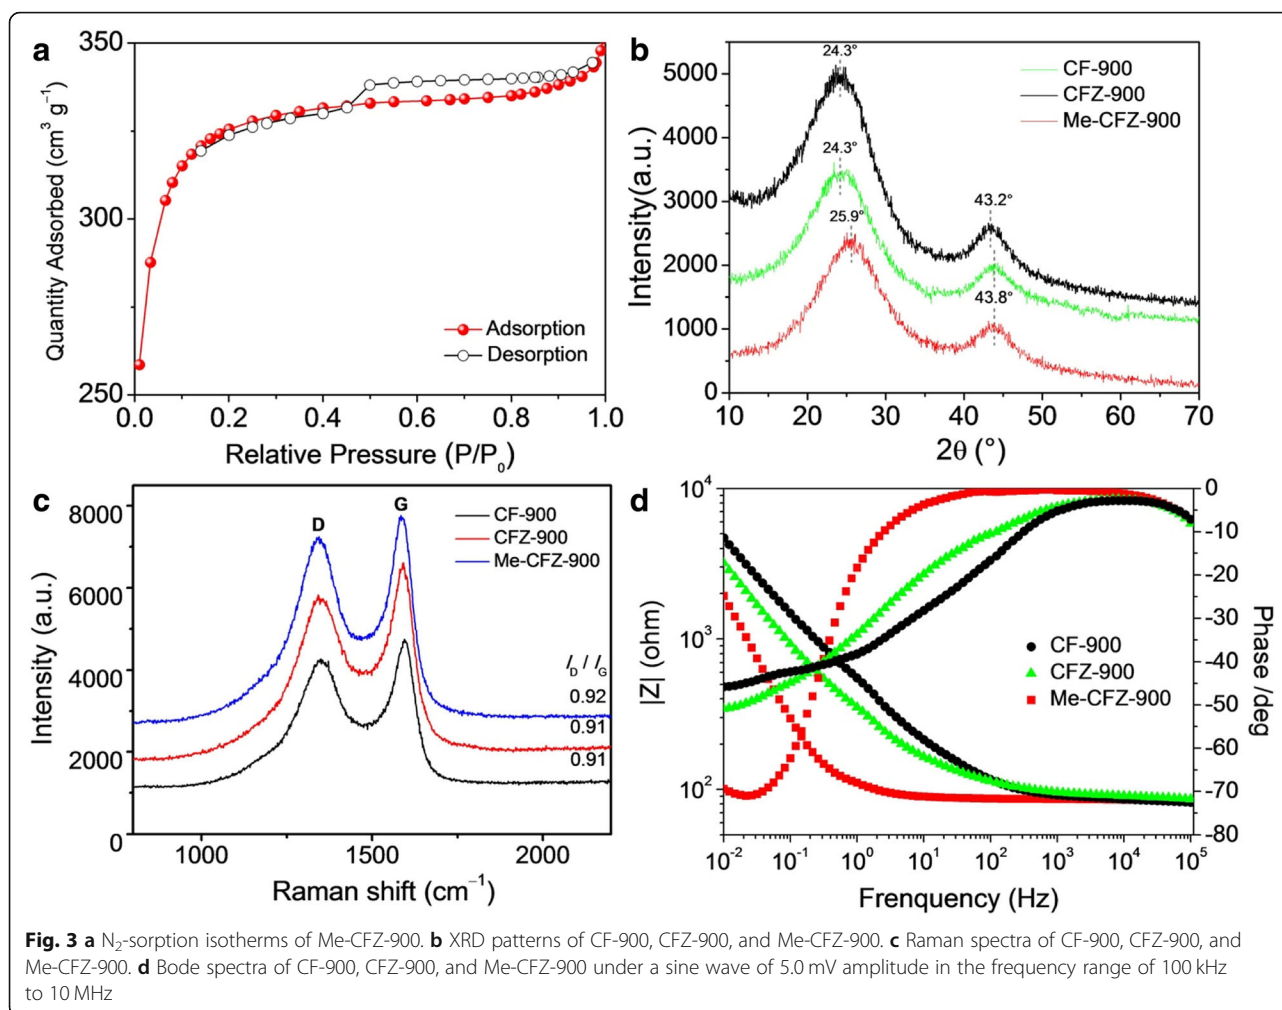 a
350
300
250
Quantity Adsorbed (cm³ g⁻¹)
Adsorption
Desorption
0.0 0.2 0.4 0.6 0.8 1.0
Relative Pressure (P/P₀)
b
5000
4000
3000
2000
1000
0
Intensity(a.u.)
24.3°
24.3°
25.9°
43.2°
43.8°
CF-900
CFZ-900
Me-CFZ-900
10 20 30 40 50 60 70
2θ (°)
c
8000
6000
4000
2000
0
Intensity (a.u.)
D
G
CF-900
CFZ-900
Me-CFZ-900
I_D / I_G
0.92
0.91
0.91
1000 1500 2000
Raman shift (cm⁻¹)
d
10⁴
10³
10²
|Z| (ohm)
0
-10
-20
-30
-40
-50
-60
-70
-80
Phase /deg
CF-900
CFZ-900
Me-CFZ-900
10⁻² 10⁻¹ 10⁰ 10¹ 10² 10³ 10⁴ 10⁵
Frenquency (Hz)
Fig. 3 a N₂-sorption isotherms of Me-CFZ-900. b XRD patterns of CF-900, CFZ-900, and Me-CFZ-900. c Raman spectra of CF-900, CFZ-900, and
Me-CFZ-900. d Bode spectra of CF-900, CFZ-900, and Me-CFZ-900 under a sine wave of 5.0 mV amplitude in the frequency range of 100 kHz
to 10 MHz